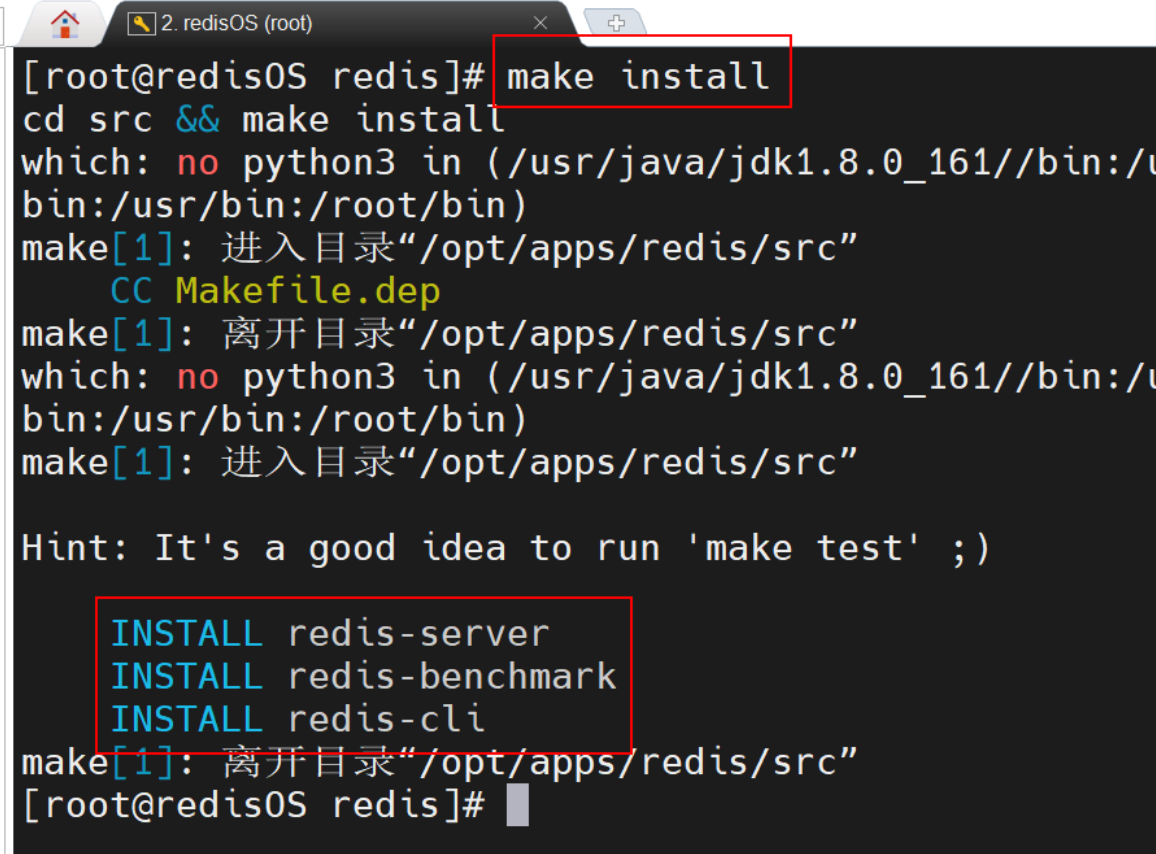 2. redisOS (root)
[root@redisOS redis]# make install
cd src && make install
which: no python3 in (/usr/java/jdk1.8.0_161//bin:/u
bin:/usr/bin:/root/bin)
make[1]: 进入目录“/opt/apps/redis/src”
CC Makefile.dep
make[1]: 离开目录“/opt/apps/redis/src”
which: no python3 in (/usr/java/jdk1.8.0_161//bin:/u
bin:/usr/bin:/root/bin)
make[1]: 进入目录“/opt/apps/redis/src”
Hint: It's a good idea to run 'make test' ;)
INSTALL redis-server
INSTALL redis-benchmark
INSTALL redis-cli
make[1]: 离开目录“/opt/apps/redis/src”
[root@redisOS redis]#